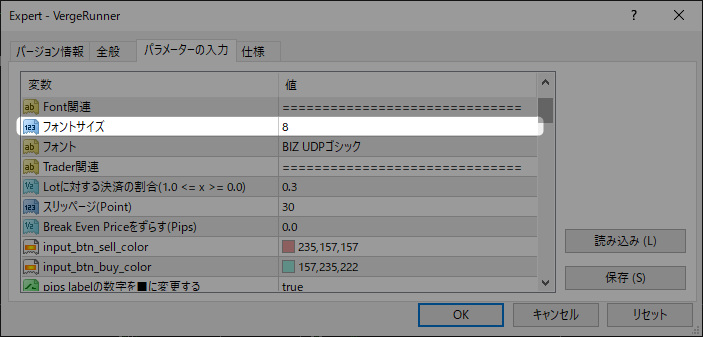 Expert - VergeRunner
バージョン情報 全般 パラメーターの入力 仕様
変数 値
ab Font関連 ==============================
123 フォントサイズ 8
ab フォント BIZ UDPゴシック
ab Trader関連 ==============================
Lotに対する決済の割合(1.0 <= x >= 0.0) 0.3
123 スリッページ(Point) 30
Break Even Priceをずらす(Pips) 0.0
input_btn_sell_color 235,157,157
input_btn_buy_color 157,235,222
pips labelの数字を■に変更する true
読み込み (L)
保存 (S)
OK キャンセル リセット